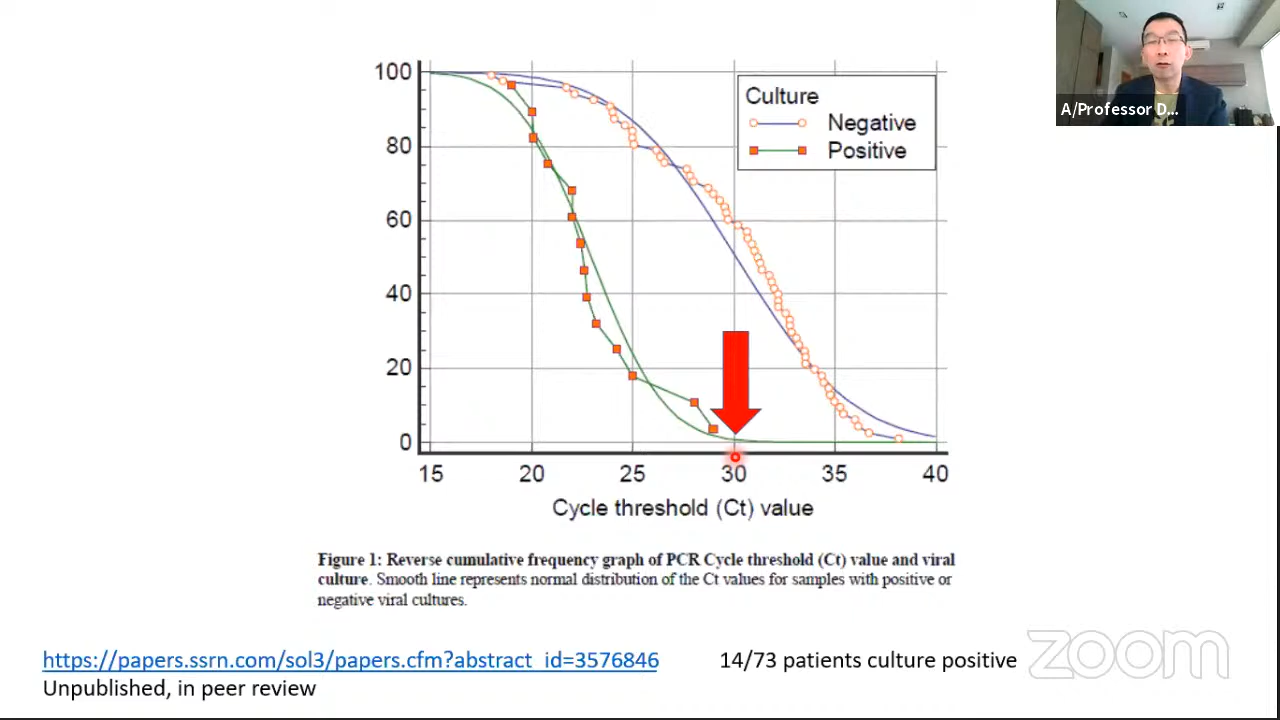 A/Professor D...
100
80
60
40
20
0
Culture
Negative
Positive
15 20 25 30 35 40
Cycle threshold (Ct) value
Figure 1: Reverse cumulative frequency graph of PCR Cycle threshold (Ct) value and viral
culture. Smooth line represents normal distribution of the Ct values for samples with positive or
negative viral cultures.
https://papers.ssrn.com/sol3/papers.cfm?abstract_id=3576846
Unpublished, in peer review
14/73 patients culture positive
zoom